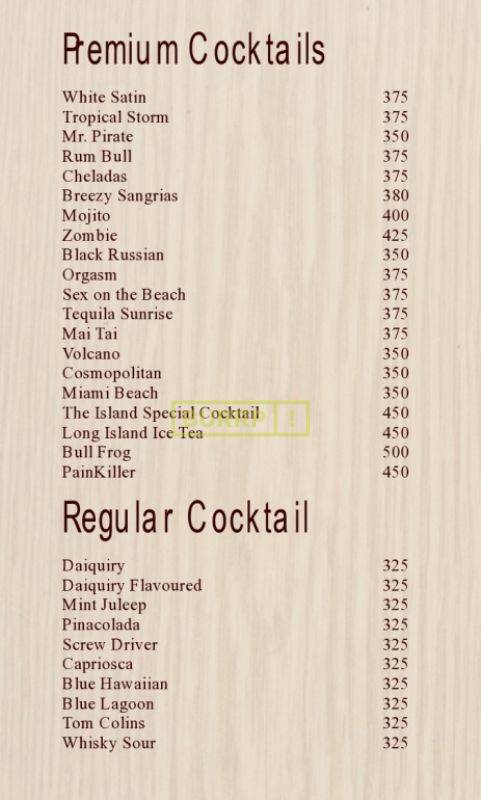 Premium Cocktails
White Satin 375
Tropical Storm 375
Mr. Pirate 350
Rum Bull 375
Cheladas 375
Breezy Sangrias 380
Mojito 400
Zombie 425
Black Russian 350
Orgasm 375
Sex on the Beach 375
Tequila Sunrise 375
Mai Tai 375
Volcano 350
Cosmopolitan 350
Miami Beach 350
The Island Special Cocktail 450
Long Island Ice Tea 450
Bull Frog 500
PainKiller 450
Regular Cocktail
Daiquiry 325
Daiquiry Flavoured 325
Mint Juleep 325
Pinacolada 325
Screw Driver 325
Capriosca 325
Blue Hawaiian 325
Blue Lagoon 325
Tom Colins 325
Whisky Sour 325